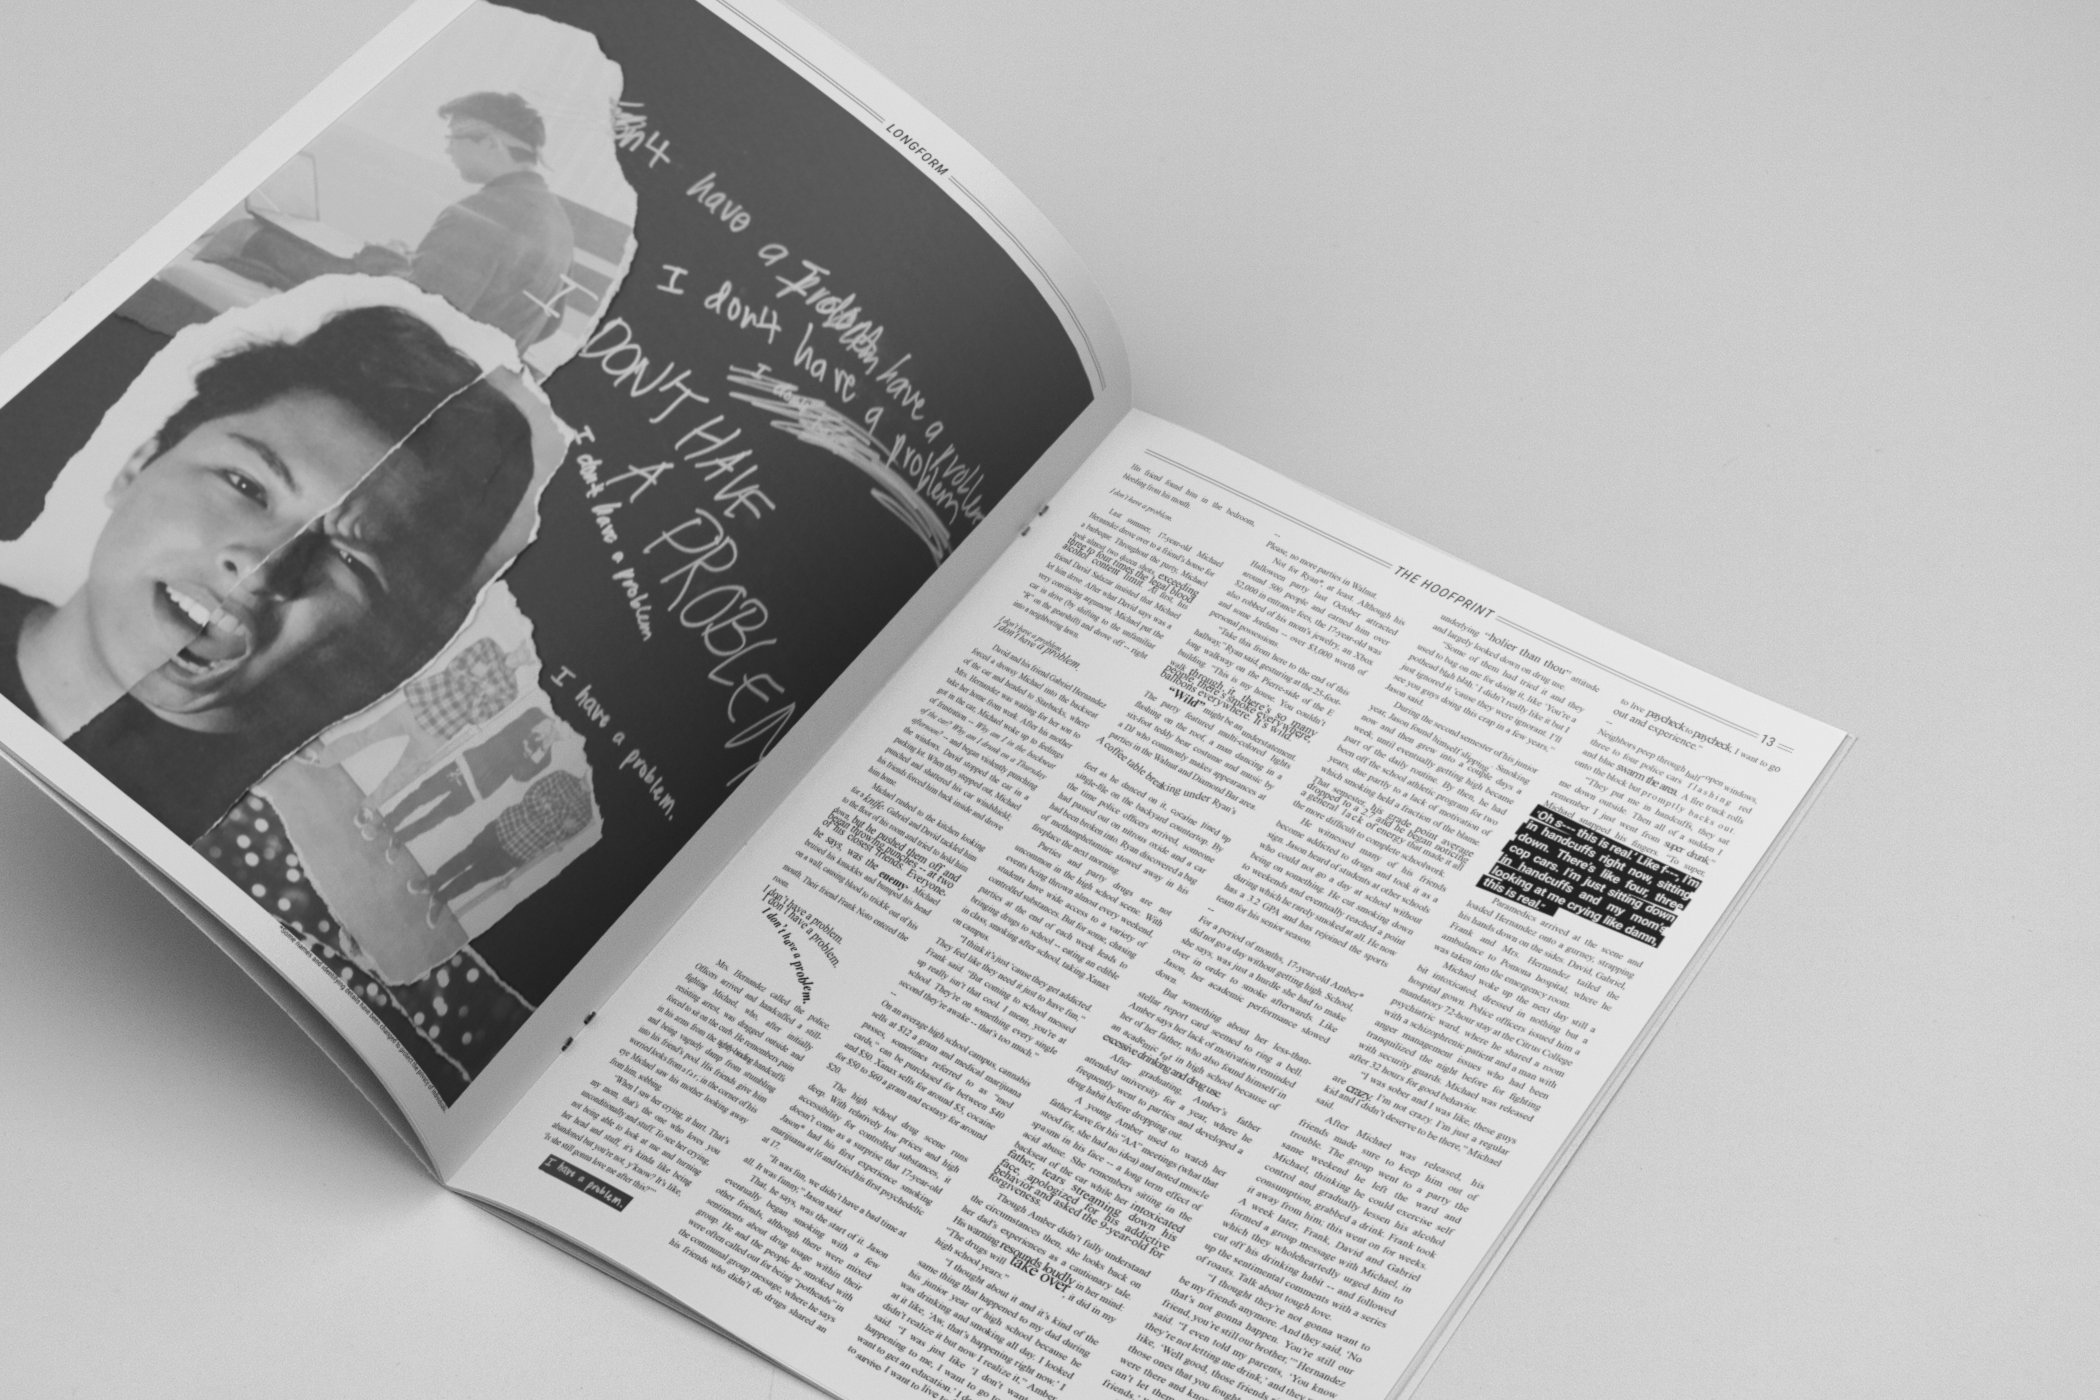 LONGFORM
have a
have a problem
I don4 have a problem
I
DON'T HAVE
A PROBLEM
I don't have a problem
I have a problem.
*Some names and identifying details have been changed to protect the privacy of
THE HOOFPRINT
13
His friend found him in the bedroom,
bleeding from his mouth.
I don't have a problem.
Last summer, 17-year-old Michael
Hernandez drove over to a friend's house for
a barbeque. Throughout the party, Michael
took almost two dozen shots, exceeding
three to four times the legal blood
alcohol content limit. At first, his
friend David Salazar insisted that Michael
let him drive. After what David says was a
very convincing argument, Michael put the
car in drive (by shifting to the unfamiliar
"R" on the gearshift) and drove off -- right
into a neighboring lawn.
I don't have a problem.
I don't have a problem.
David and his friend Gabriel Hernandez
forced a drowsy Michael into the backseat
of the car and headed to Starbucks, where
Mrs. Hernandez was waiting for her son to
take her home from work. After his mother
got in the car, Michael woke up to feelings
of frustration -- Why am I in the backseat
of the car? Why am I drunk on a Thursday
afternoon? -- and began violently punching
the windows. David stopped the car in a
parking lot. When they stepped out, Michael
punched and shattered his car windshield;
his friends forced him back inside and drove
him home.
Michael rushed to the kitchen looking
for a knife. Gabriel and David tackled him
to the floor of his room and tried to hold him
down, but he pushed them off and
began throwing punches -- at two
of his closest friends. Everyone,
he says, was the enemy. Michael
bruised his knuckles and bumped his head
on a wall, causing blood to trickle out of his
mouth. Their friend Frank Noto entered the
room.
I don't have a problem.
I don't have a problem.
I don't have a problem.
Mrs. Hernandez called the police.
Officers arrived and handcuffed a still-
fighting Michael, who, after initially
resisting arrest, was dragged outside and
forced to sit on the curb. He remembers pain
in his arms from the tightly-binding handcuffs
and being vaguely damp from stumbling
into his friend's pool. His friends give him
worried looks from afar; in the corner of his
eye Michael saw his mother looking away
from him, sobbing.
"When I saw her crying, it hurt. That's
my mom, that's the one who loves you
unconditionally and stuff. To see her crying,
not being able to look at me and turning
her head and stuff, it's kinda like being
abandoned but you're not, y'know? It's like,
'Is she still gonna love me after this?'"
I have a problem.
--
Please, no more parties in Walnut.
Not for Ryan*, at least. Although his
Halloween party last October attracted
around 500 people and earned him over
$2,000 in entrance fees, the 17-year-old was
also robbed of his mom's jewelry, an Xbox
and some Jordans -- over $3,000 worth of
personal possessions.
"Take this from here to the end of this
hallway," Ryan said, gesturing at the 25-foot-
long walkway on the Pierre-side of the E
building. "This is my house. You couldn't
walk through it, there's so many
people, there's smoke everywhere,
balloons everywhere. It's wild."
"Wild" might be an understatement.
The party featured multi-colored lights
flashing on the roof, a man dancing in a
six-foot teddy bear costume and music by
a DJ who commonly makes appearances at
parties in the Walnut and Diamond Bar area.
A coffee table breaking under Ryan's
feet as he danced on it, cocaine lined up
single-file on the backyard countertop. By
the time police officers arrived, someone
had passed out on nitrous oxide and a car
had been broken into. Ryan discovered a bag
of methamphetamine stowed away in his
fireplace the next morning.
Parties and party drugs are not
uncommon in the high school scene. With
events being thrown almost every weekend,
students have wide access to a variety of
controlled substances. But for some, chasing
parties at the end of each week leads to
bringing drugs to school -- eating an edible
in class, smoking after school, taking Xanax
on campus.
"I think it's just 'cause they get addicted.
They feel like they need it just to have fun,"
Frank said. "But coming to school messed
up really isn't that cool. I mean, you're at
school. They're on something every single
second they're awake -- that's too much."
--
On an average high school campus, cannabis
sells at $12 a gram and medical marijuana
passes, sometimes referred to as "med
cards," can be purchased for between $40
and $50. Xanax sells for around $5, cocaine
for $50 to $60 a gram and ecstasy for around
$20.
The high school drug scene runs
deep. With relatively low prices and high
accessibility for controlled substances, it
doesn't come as a surprise that 17-year-old
Jason* had his first experience smoking
marijuana at 16 and tried his first psychedelic
at 17.
"It was fun, we didn't have a bad time at
all. It was funny," Jason said.
That, he says, was the start of it. Jason
eventually began smoking with a few
other friends, although there were mixed
sentiments about drug usage within their
group. He and the people he smoked with
were often called out for being "potheads" in
the communal group message, where he says
his friends who didn't do drugs shared an
underlying "holier than thou" attitude
and largely looked down on drug use.
"Some of them had tried it and they
used to bag on me for doing it, like 'You're a
pothead blah blah.' I didn't really like it but I
just ignored it 'cause they were ignorant. I'll
see you guys doing this crap in a few years,"
Jason said.
During the second semester of his junior
year, Jason found himself slipping. Smoking
now and then grew into a couple days a
week, until eventually getting high became
part of the daily routine. By then, he had
been off the school athletic program for two
years, due partly to a lack of motivation of
which smoking held a fraction of the blame.
That semester, his grade point average
dropped to a 2.7 and he began noticing
a general lack of energy that made it all
the more difficult to complete schoolwork.
He witnessed many of his friends
become addicted to drugs and took it as a
sign. Jason heard of students at other schools
who could not go a day at school without
being on something. He cut smoking down
to weekends and eventually reached a point
during which he rarely smoked at all. He now
has a 3.2 GPA and has rejoined the sports
team for his senior season.
--
For a period of months, 17-year-old Amber*
did not go a day without getting high. School,
she says, was just a hurdle she had to make
over in order to smoke afterwards. Like
Jason, her academic performance slowed
down.
But something about her less-than-
stellar report card seemed to ring a bell.
Amber says her lack of motivation reminded
her of her father, who also found himself in
an academic rut in high school because of
excessive drinking and drug use.
After graduating, Amber's father
attended university for a year, where he
frequently went to parties and developed a
drug habit before dropping out.
A young Amber used to watch her
father leave for his "AA" meetings (what that
stood for, she had no idea) and noted muscle
spasms in his face -- a long term effect of
acid abuse. She remembers sitting in the
backseat of the car while her intoxicated
father, tears streaming down his
face, apologized for his addictive
behavior and asked the 9-year-old for
forgiveness.
Though Amber didn't fully understand
the circumstances then, she looks back on
her dad's experiences as a cautionary tale.
His warning resounds loudly in her mind:
"The drugs will take over, it did in my
high school years."
"I thought about it and it's kind of the
same thing that happened to my dad during
his junior year of high school because he
was drinking and smoking all day. I looked
at it like, 'Aw, that's happening right now.' I
didn't realize it but now I realize it," Amber
said. "I was just like 'I don't want
happening to me, I want to go to
want to get an education.' I
to survive. I want to live
to live paycheck to paycheck. I want to go
out and experience."
--
Neighbors peep through half-open windows,
three to four police cars flashing red
and blue swarm the area. A fire truck rolls
onto the block but promptly backs out.
"They put me in handcuffs, they sat
me down outside. Then all of a sudden I
remember I just went from super drunk,"
Michael snapped his fingers. "To super.
'Oh s--- this is real.' Like f---, I'm
in handcuffs right now, sitting
down. There's like four, three
cop cars. I'm just sitting down
in handcuffs and my mom's
looking at me crying like damn,
this is real."
Paramedics arrived at the scene and
loaded Hernandez onto a gurney, strapping
his hands down on the sides. David, Gabriel,
Frank and Mrs. Hernandez tailed the
ambulance to Pomona hospital, where he
was taken into the emergency room.
Michael woke up the next day still a
bit intoxicated, dressed in nothing but a
hospital gown. Police officers issued him a
mandatory 72-hour stay at the Citrus College
psychiatric ward, where he shared a room
with a schizophrenic patient and a man with
anger management issues who had been
tranquilized the night before for fighting
with security guards. Michael was released
after 32 hours for good behavior.
"I was sober and I was like, these guys
are crazy. I'm not crazy. I'm just a regular
kid and I didn't deserve to be there," Michael
said.
After Michael was released, his
friends made sure to keep him out of
trouble. The group went to a party the
same weekend he left the ward and
Michael, thinking he could exercise self
control and gradually lessen his alcohol
consumption, grabbed a drink. Frank took
it away from him; this went on for weeks.
A week later, Frank, David and Gabriel
formed a group message with Michael, in
which they wholeheartedly urged him to
cut off his drinking habit -- and followed
up the sentimental comments with a series
of roasts. Talk about tough love.
"I thought they're not gonna want to
be my friends anymore. And they said, 'No
that's not gonna happen. You're still our
friend, you're still our brother,'" Hernandez
said. "I even told my parents, 'You know
they're not letting me drink,' and they
like, 'Well good, those friends
those ones that you fought
were there and
can't let them
friends.'